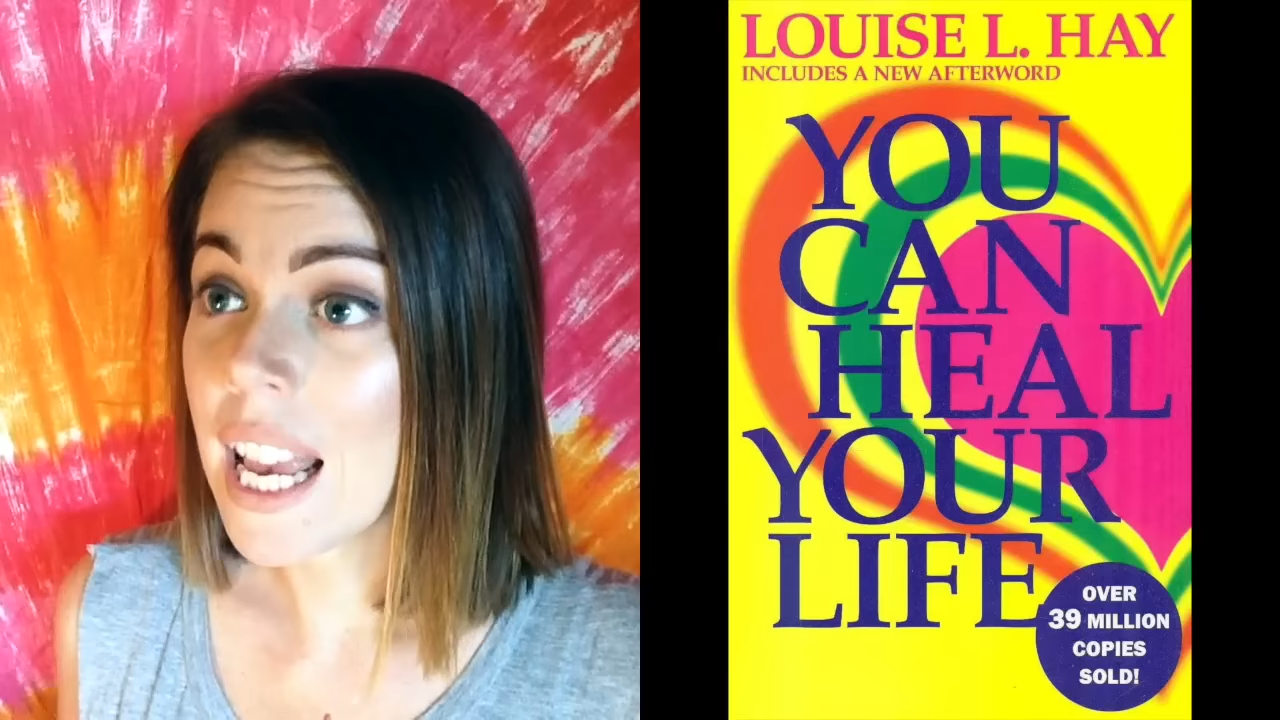 LOUISE L. HAY
INCLUDES A NEW AFTERWORD
YOU
CAN
HEAL
YOUR
LIFE
OVER
39 MILLION
COPIES
SOLD!